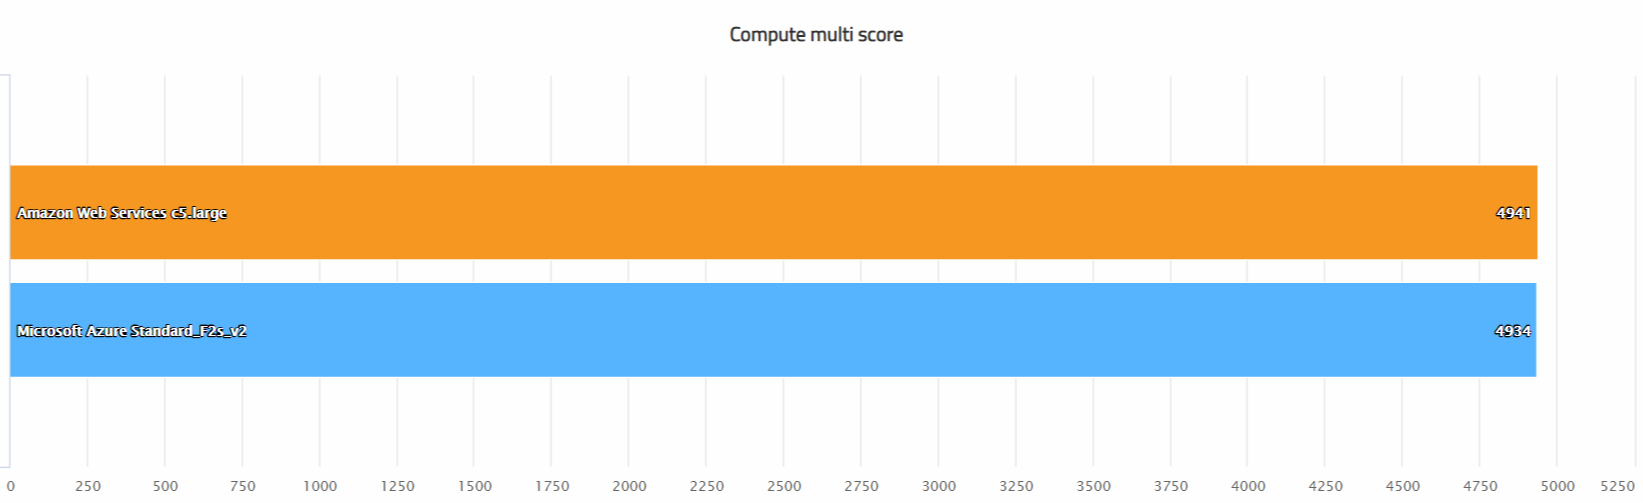 Compute multi score
Amazon Web Services c5.large 4941
Microsoft Azure Standard_F2s_v2 4934
0 250 500 750 1000 1250 1500 1750 2000 2250 2500 2750 3000 3250 3500 3750 4000 4250 4500 4750 5000 5250